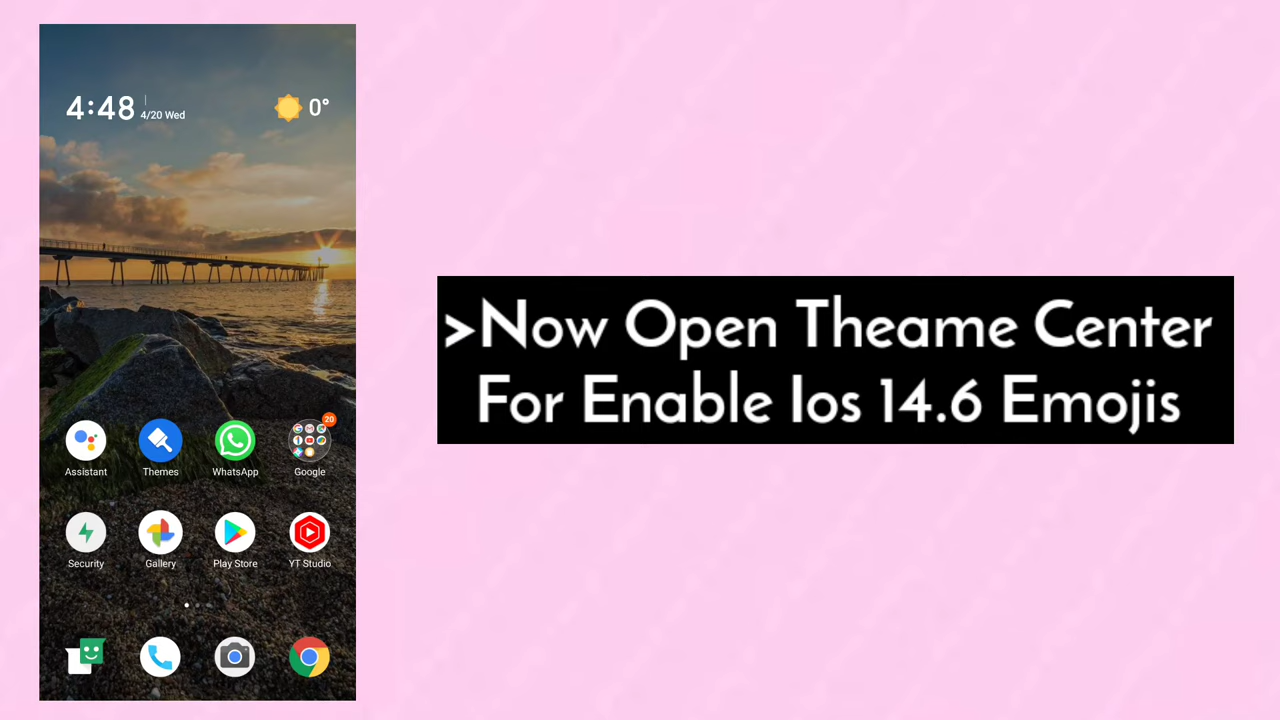 4:48
4/20 Wed
0°
>Now Open Theame Center
For Enable Ios 14.6 Emojis
20
Assistant
Themes
WhatsApp
Google
Security
Gallery
Play Store
YT Studio